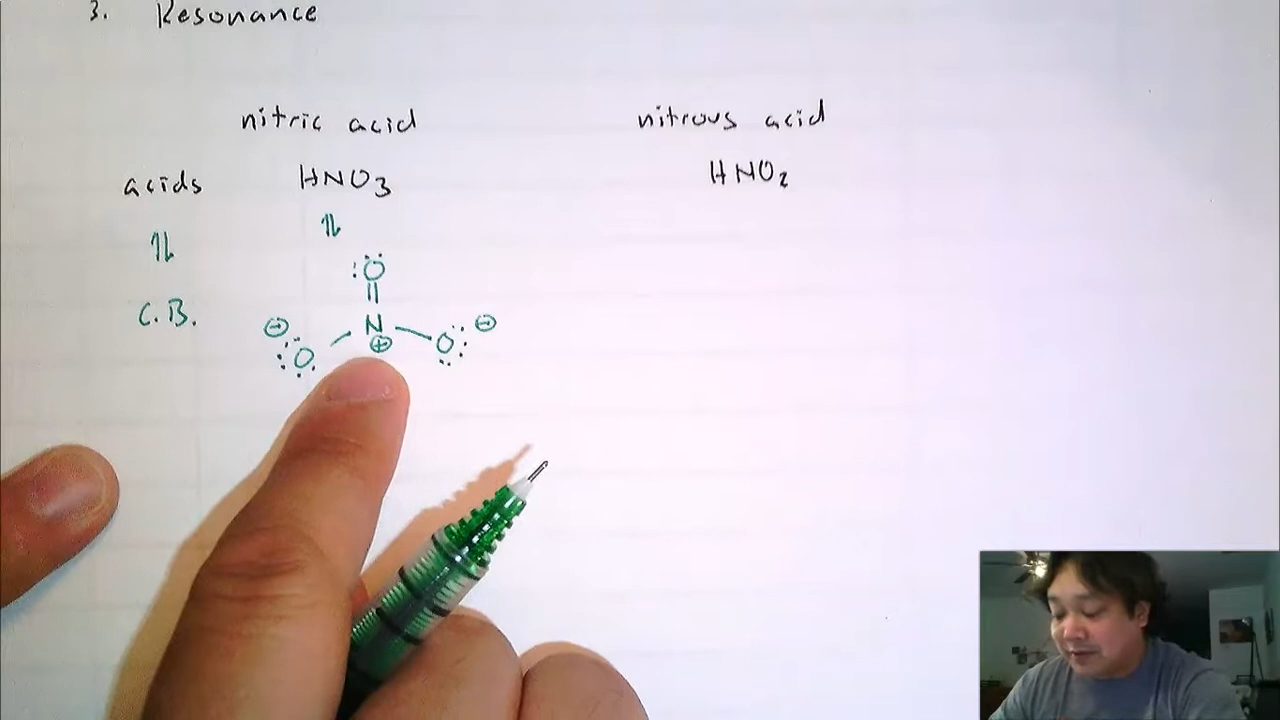 3. Resonance
nitric acid nitrous acid
acids HNO3 HNO2
⇌ ⇌
:Ö
||
C.B. ⊖ N ⊖
O ⊕ O